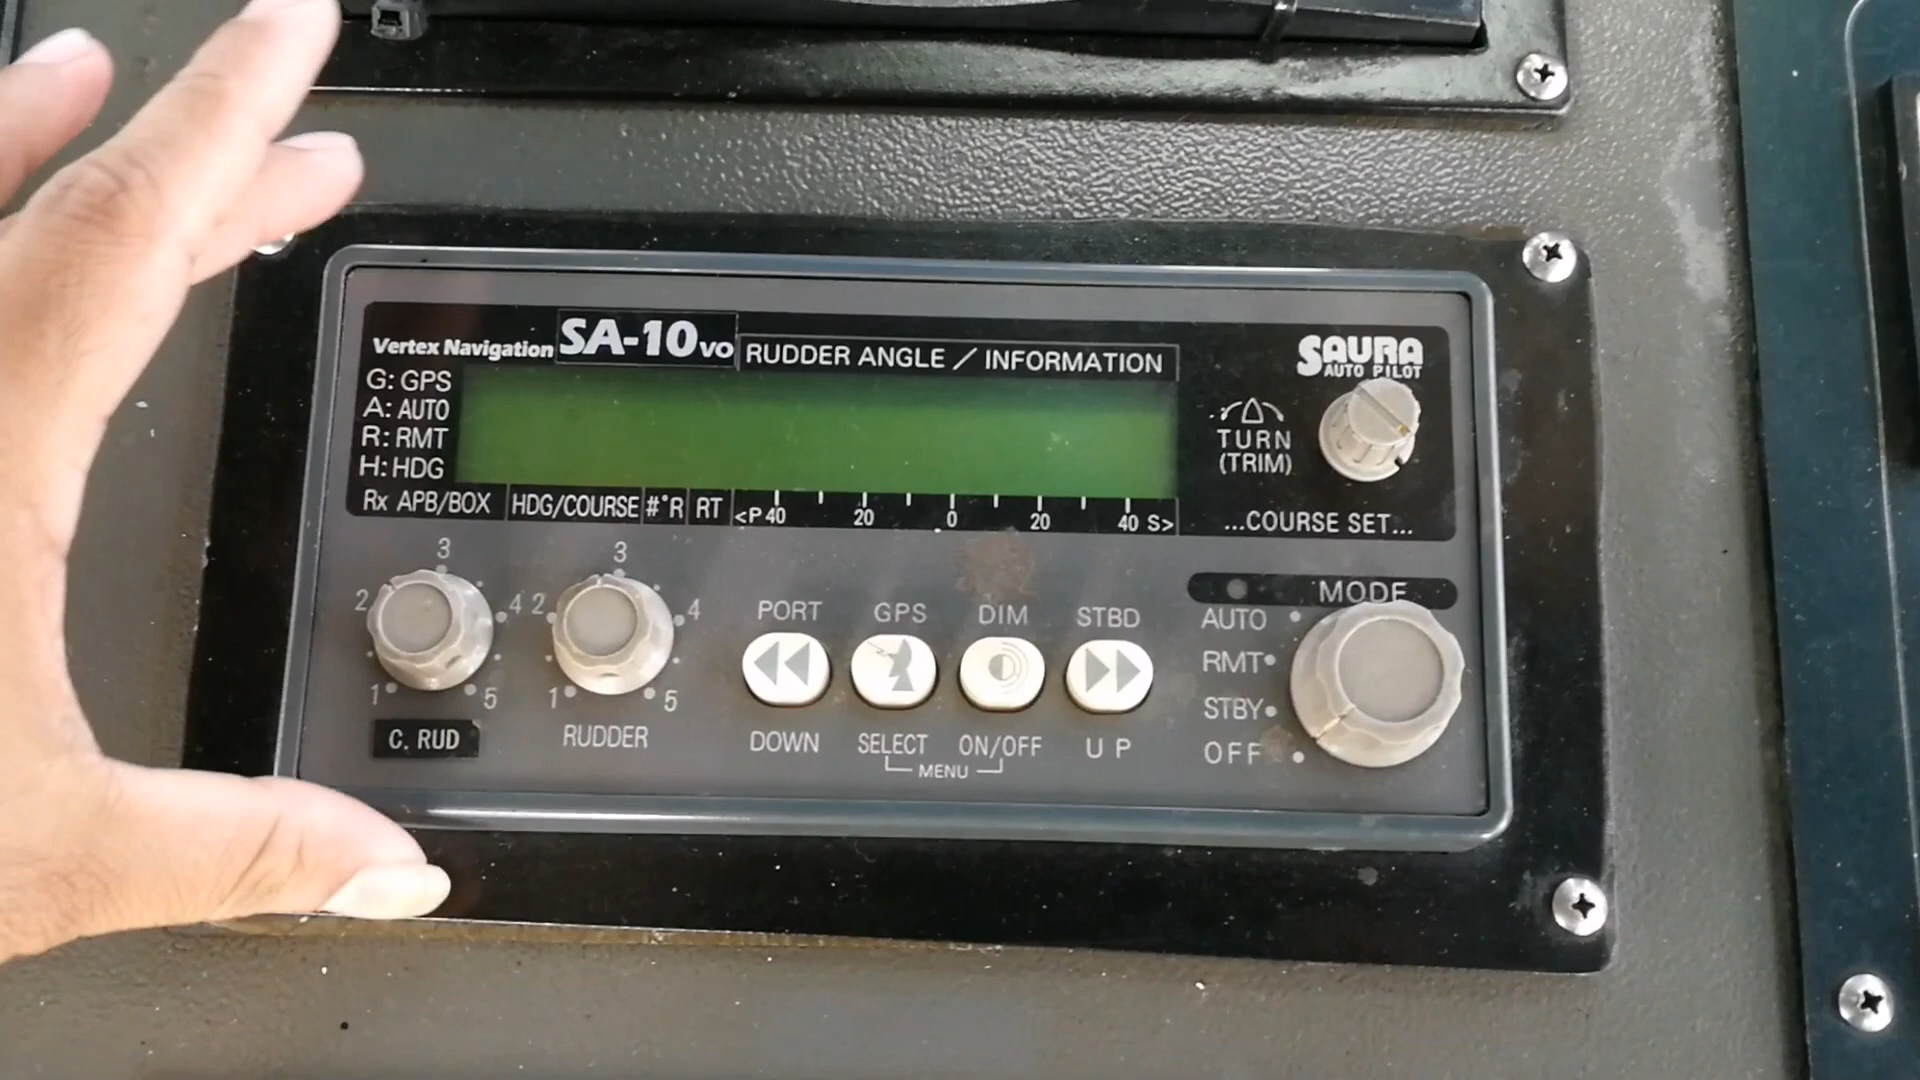 Vertex Navigation SA-10VO RUDDER ANGLE / INFORMATION
SAURA
AUTO PILOT
G: GPS
A: AUTO
R: RMT
H: HDG
TURN
(TRIM)
Rx APB/BOX HDG/COURSE #°R RT <P 40 20 0 20 40 S>
...COURSE SET...
MODE
AUTO
RMT
STBY
OFF
1 2 3 4 5
C. RUD
1 2 3 4 5
RUDDER
PORT GPS DIM STBD
DOWN SELECT ON/OFF UP
MENU